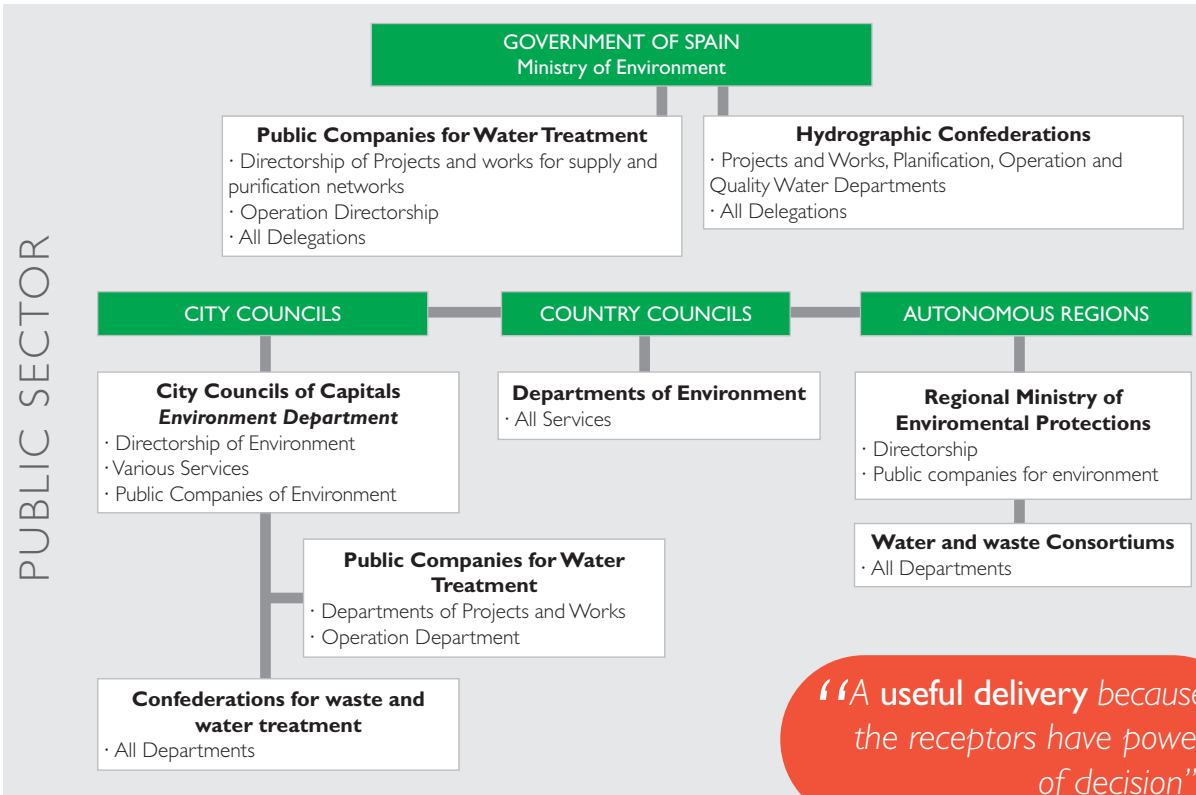 PUBLIC SECTOR
GOVERNMENT OF SPAIN
Ministry of Environment
Public Companies for Water Treatment
· Directorship of Projects and works for supply and
purification networks
· Operation Directorship
· All Delegations
Hydrographic Confederations
· Projects and Works, Planification, Operation and
Quality Water Departments
· All Delegations
CITY COUNCILS
COUNTRY COUNCILS
AUTONOMOUS REGIONS
City Councils of Capitals
Environment Department
· Directorship of Environment
· Various Services
· Public Companies of Environment
Departments of Environment
· All Services
Regional Ministry of
Enviromental Protections
· Directorship
· Public companies for environment
Water and waste Consortiums
· All Departments
Public Companies for Water
Treatment
· Departments of Projects and Works
· Operation Department
Confederations for waste and
water treatment
· All Departments
“A useful delivery because
the receptors have powe
of decision”